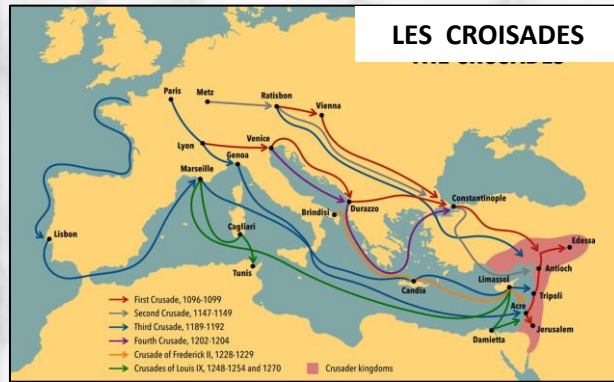 LES CROISADES
Paris
Metz
Ratisbon
Vienna
Lyon
Venice
Genoa
Marseille
Durazzo
Constantinople
Brindisi
Lisbon
Cagliari
Edessa
Antioch
Tunis
Candia
Limassol
Tripoli
Acre
Damietta
Jerusalem
First Crusade, 1096-1099
Second Crusade, 1147-1149
Third Crusade, 1189-1192
Fourth Crusade, 1202-1204
Crusade of Frederick II, 1228-1229
Crusades of Louis IX, 1248-1254 and 1270
Crusader kingdoms